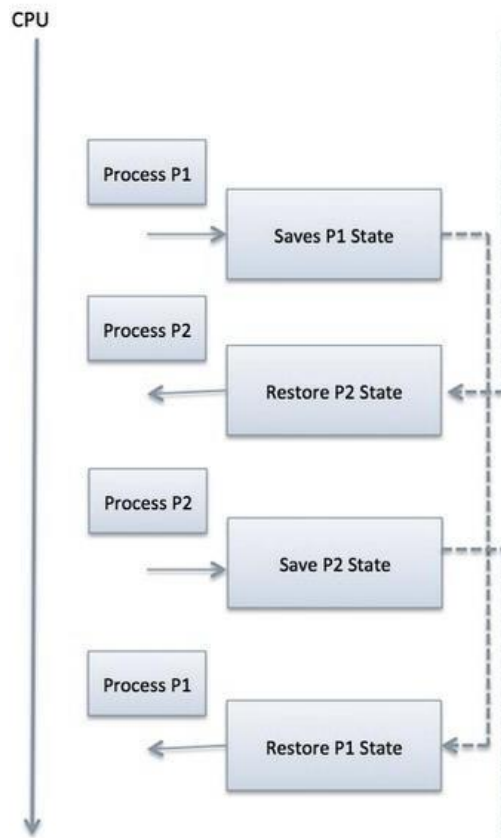 CPU
Process P1
Saves P1 State
Process P2
Restore P2 State
Process P2
Save P2 State
Process P1
Restore P1 State